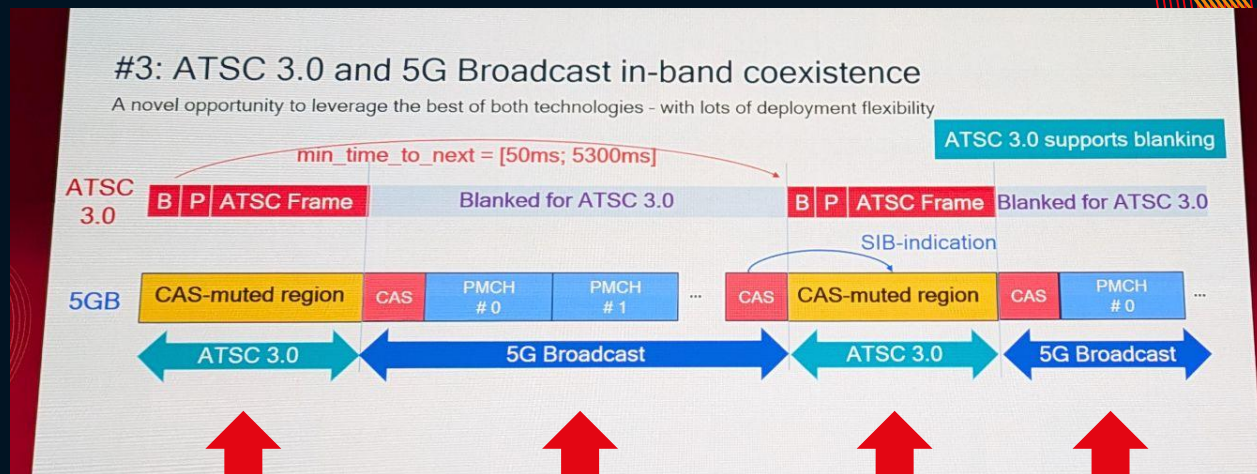 #3: ATSC 3.0 and 5G Broadcast in-band coexistence
A novel opportunity to leverage the best of both technologies - with lots of deployment flexibility
ATSC 3.0 supports blanking
min_time_to_next = [50ms; 5300ms]
ATSC 3.0
B P ATSC Frame Blanked for ATSC 3.0 B P ATSC Frame Blanked for ATSC 3.0
SIB-indication
5GB
CAS-muted region CAS PMCH # 0 PMCH # 1 ... CAS CAS-muted region CAS PMCH # 0 ...
ATSC 3.0 5G Broadcast ATSC 3.0 5G Broadcast